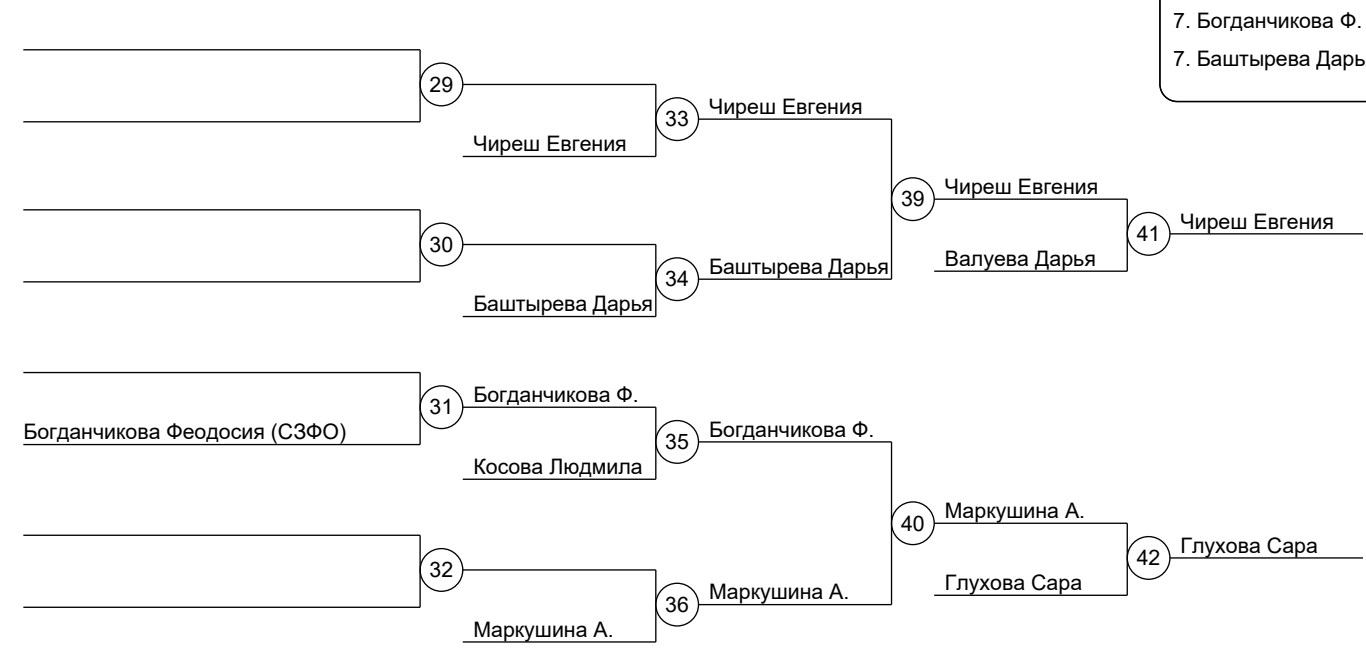 7. Богданчикова Ф.
7. Баштырева Дарь
29
33
Чиреш Евгения
Чиреш Евгения
39
Чиреш Евгения
41
Чиреш Евгения
30
34
Баштырева Дарья
Валуева Дарья
Баштырева Дарья
31
Богданчикова Ф.
Богданчикова Феодосия (СЗФО)
35
Богданчикова Ф.
Косова Людмила
40
Маркушина А.
42
Глухова Сара
32
36
Маркушина А.
Глухова Сара
Маркушина А.